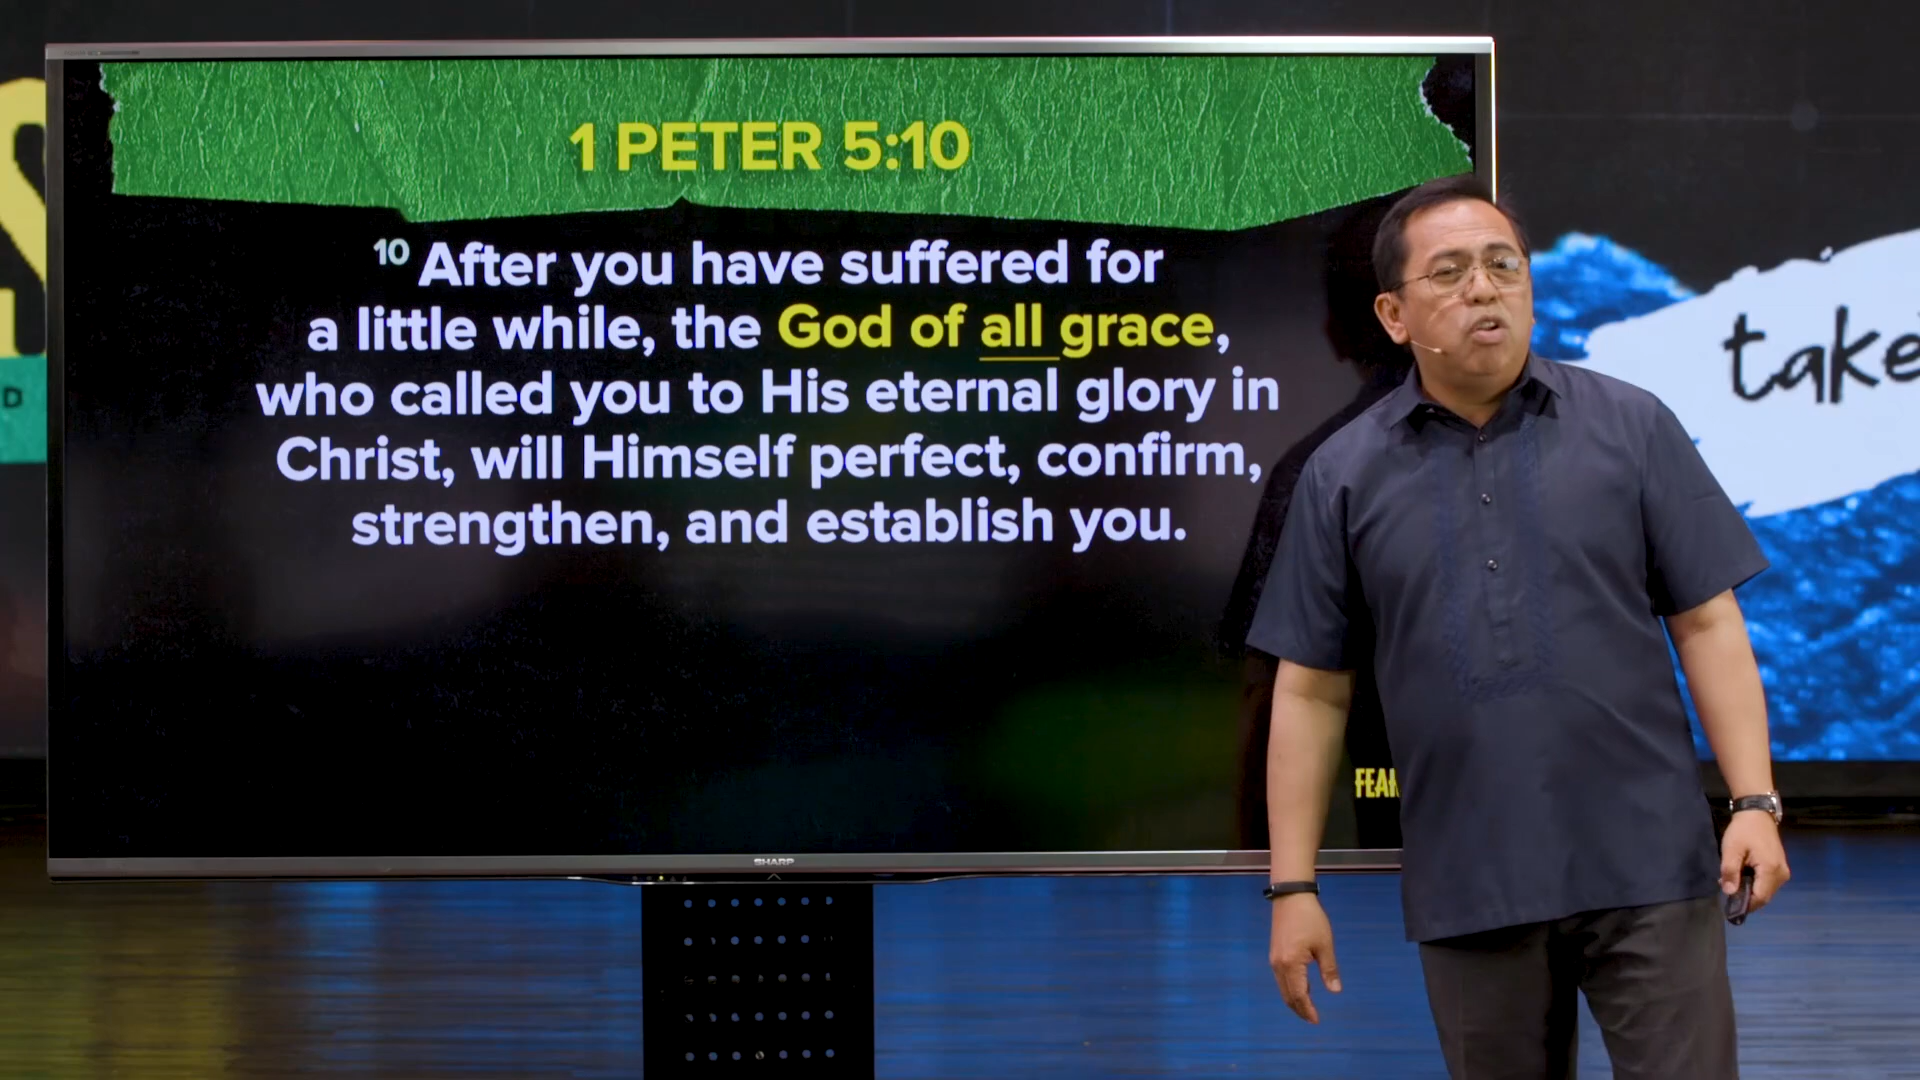 1 PETER 5:10
10 After you have suffered for
a little while, the God of all grace,
who called you to His eternal glory in
Christ, will Himself perfect, confirm,
strengthen, and establish you.
take
SHARP